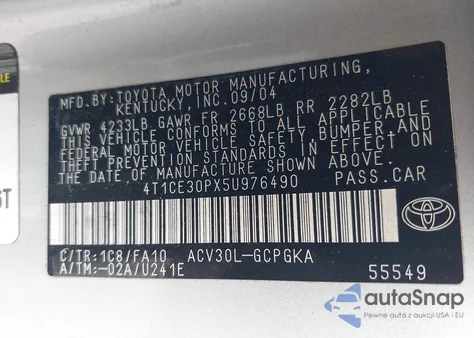 MFD.BY:TOYOTA MOTOR MANUFACTURING,
KENTUCKY, INC. 09/04
GVWR 4233LB GAWR FR 2668LB RR 2282LB
THIS VEHICLE CONFORMS TO ALL APPLICABLE
FEDERAL MOTOR VEHICLE SAFETY, BUMPER, AND
THEFT PREVENTION STANDARDS IN EFFECT ON
THE DATE OF MANUFACTURE SHOWN ABOVE.
4T1CE30PX5U976490 PASS.CAR
C/TR:1C8/FA10 ACV30L-GCPGKA
A/TM:-02A/U241E 55549
TOYOTA
autoSnap
Pewne auta z aukcji USA i EU